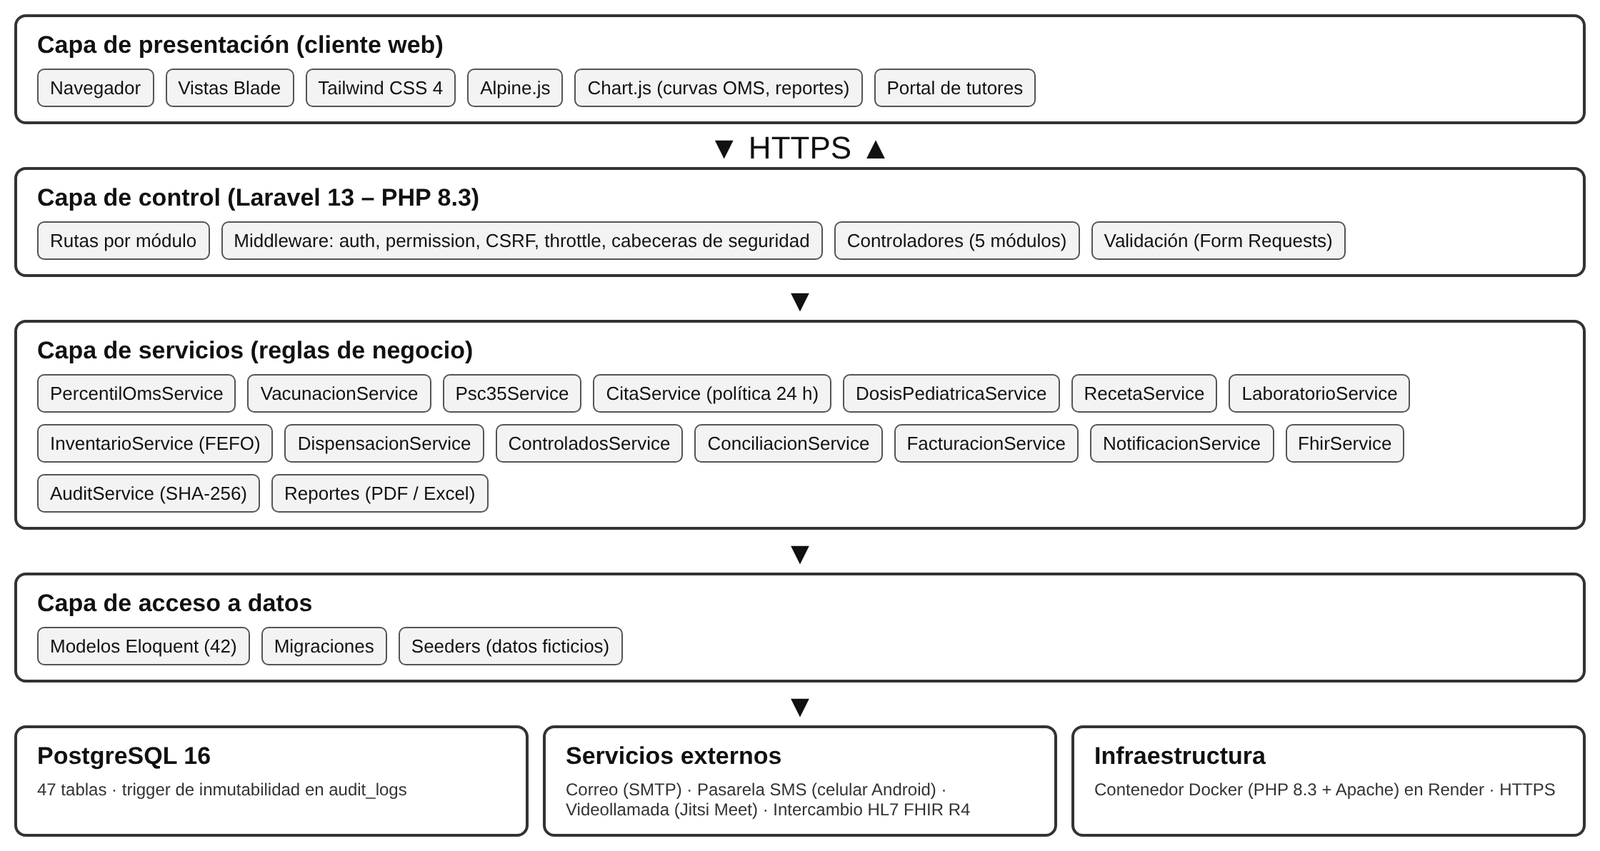 Capa de presentación (cliente web)
Navegador Vistas Blade Tailwind CSS 4 Alpine.js Chart.js (curvas OMS, reportes) Portal de tutores
▼ HTTPS ▲
Capa de control (Laravel 13 – PHP 8.3)
Rutas por módulo Middleware: auth, permission, CSRF, throttle, cabeceras de seguridad Controladores (5 módulos) Validación (Form Requests)
▼
Capa de servicios (reglas de negocio)
PercentilOmsService VacunacionService Psc35Service CitaService (política 24 h) DosisPediatricaService RecetaService LaboratorioService
InventarioService (FEFO) DispensacionService ControladosService ConciliacionService FacturacionService NotificacionService FhirService
AuditService (SHA-256) Reportes (PDF / Excel)
▼
Capa de acceso a datos
Modelos Eloquent (42) Migraciones Seeders (datos ficticios)
▼
PostgreSQL 16
47 tablas · trigger de inmutabilidad en audit_logs
Servicios externos
Correo (SMTP) · Pasarela SMS (celular Android) ·
Videollamada (Jitsi Meet) · Intercambio HL7 FHIR R4
Infraestructura
Contenedor Docker (PHP 8.3 + Apache) en Render · HTTPS